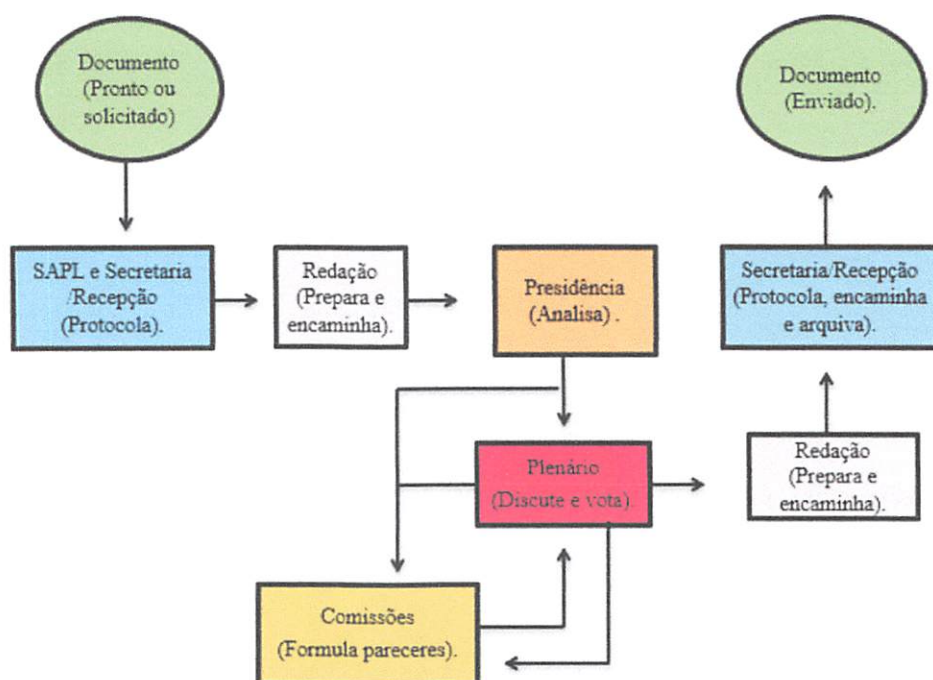 Documento
(Pronto ou
solicitado)
Documento
(Enviado).
SAPL e Secretaria
/Recepção
(Protocola).
Redação
(Prepara e
encaminha).
Presidência
(Analisa) .
Secretaria/Recepção
(Protocola, encaminha
e arquiva).
Plenário
(Discute e vota).
Redação
(Prepara e
encaminha).
Comissões
(Formula pareceres).